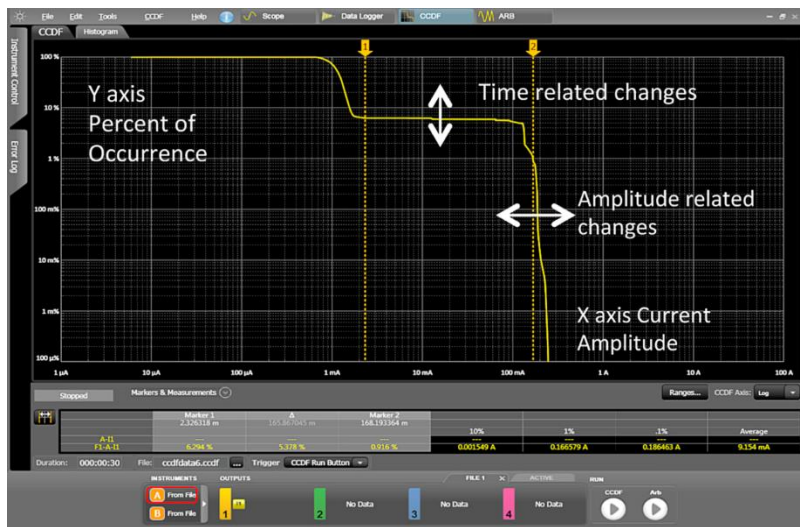 File Edit Tools CCDF Help Scope Data Logger CCDF ARB
CCDF Histogram
Instrument Control
Error Log
1 2
100 %
10 %
1 %
100 m%
10 m%
1 m%
100 µ%
Y axis
Percent of
Occurrence
Time related changes
Amplitude related
changes
X axis Current
Amplitude
1 µA 10 µA 100 µA 1 mA 10 mA 100 mA 1 A 10 A 100 A
Stopped Markers & Measurements Ranges... CCDF Axis: Log
Marker 1 Δ Marker 2
2.326318 m 165.867045 m 168.193364 m 10% 1% .1% Average
A-I1 ---- ---- ---- ---- ---- ---- ----
F1-A-I1 6.294 % 5.378 % 0.916 % 0.001549 A 0.166579 A 0.186463 A 9.154 mA
Duration: 000:00:30 File: ccdfdata6.ccdf ... Trigger CCDF Run Button
INSTRUMENTS OUTPUTS FILE 1 X ACTIVE RUN
A From File
B From File
1 I1 2 No Data 3 No Data 4 No Data
CCDF Arb